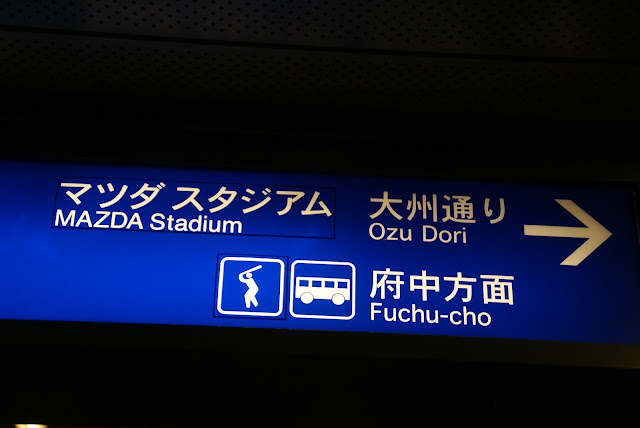 マツダ スタジアム
MAZDA Stadium
大州通り
Ozu Dori
府中方面
Fuchu-cho